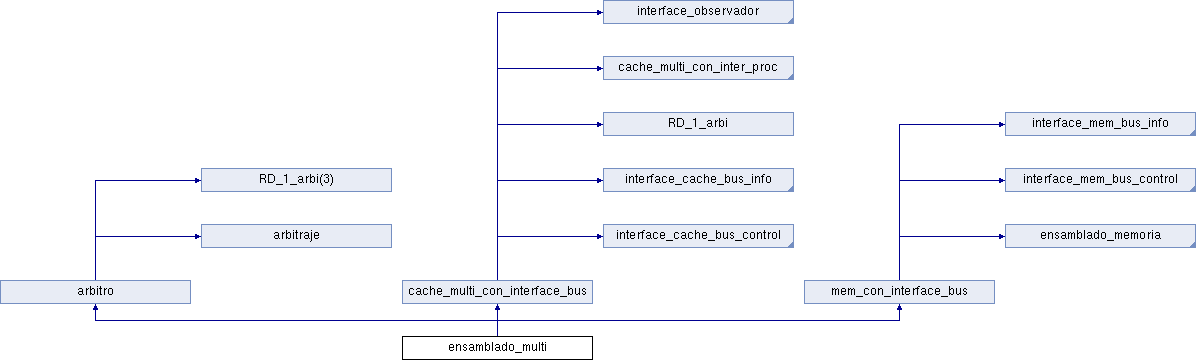 interface_observador
cache_multi_con_inter_proc
RD_1_arbi
interface_mem_bus_info
RD_1_arbi(3)
interface_cache_bus_info
interface_mem_bus_control
arbitraje
interface_cache_bus_control
ensamblado_memoria
arbitro
cache_multi_con_interface_bus
mem_con_interface_bus
ensamblado_multi